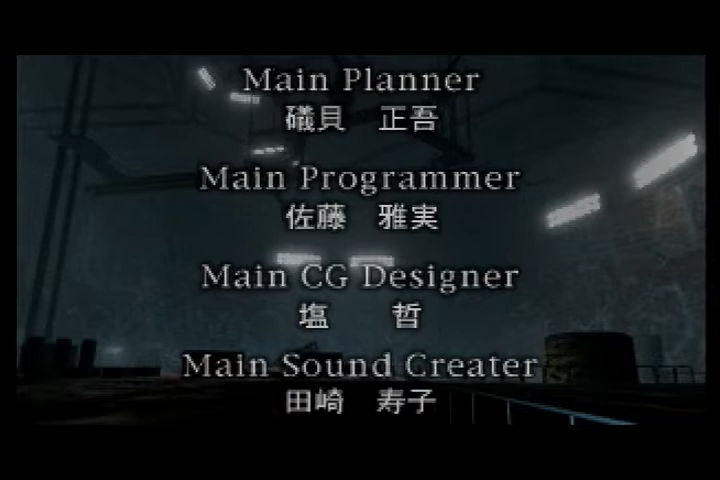 Main Planner
礒貝　正吾
Main Programmer
佐藤　雅実
Main CG Designer
塩　　哲
Main Sound Creater
田崎　寿子